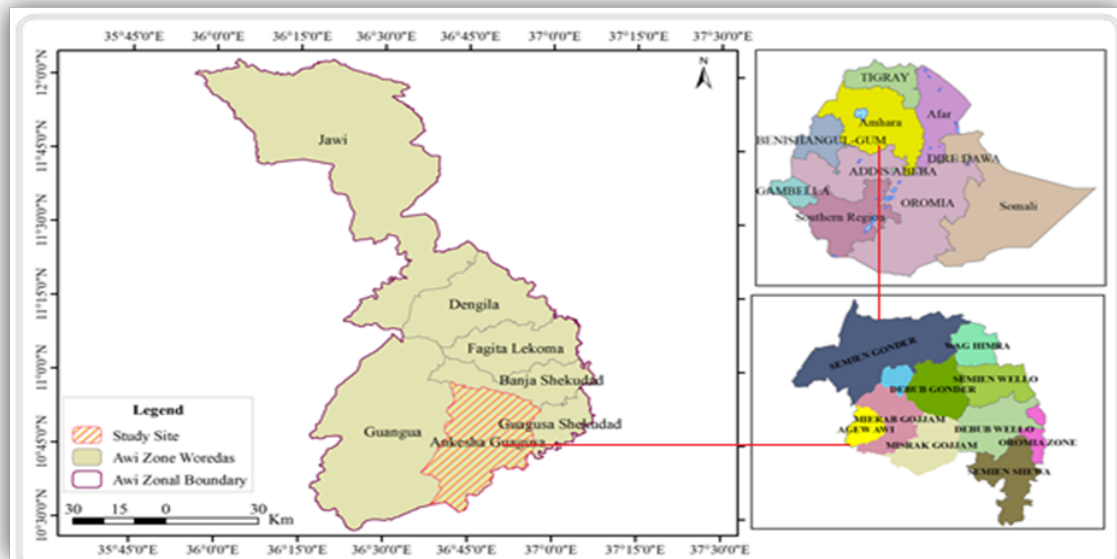 35°45'0"E 36°0'0"E 36°15'0"E 36°30'0"E 36°45'0"E 37°0'0"E 37°15'0"E 37°30'0"E
12°0'0"N
11°45'0"N
11°30'0"N
11°15'0"N
11°0'0"N
10°45'0"N
10°30'0"N
N
Jawi
Dengila
Fagita Lekoma
Banja Shekudad
Guagusa Shekudad
Guangua
Ankesha Guagusa
Legend
Study Site
Awi Zone Woredas
Awi Zonal Boundary
30 15 0 30
Km
35°45'0"E 36°0'0"E 36°15'0"E 36°30'0"E 36°45'0"E 37°0'0"E 37°15'0"E 37°30'0"E
TIGRAY
Afar
Amhara
BENISHANGUL-GUM
DIRE DAWA
ADDIS ABEBA
GAMBELLA
OROMIA
Somali
Southern Region
SEMIEN GONDER
WAG HIMRA
SEMIEN WELLO
DEBUB GONDER
MIERAB GOJJAM
AGEW AWI
DEBUB WELLO
MISRAK GOJJAM
OROMIA ZONE
SEMIEN SHEWA